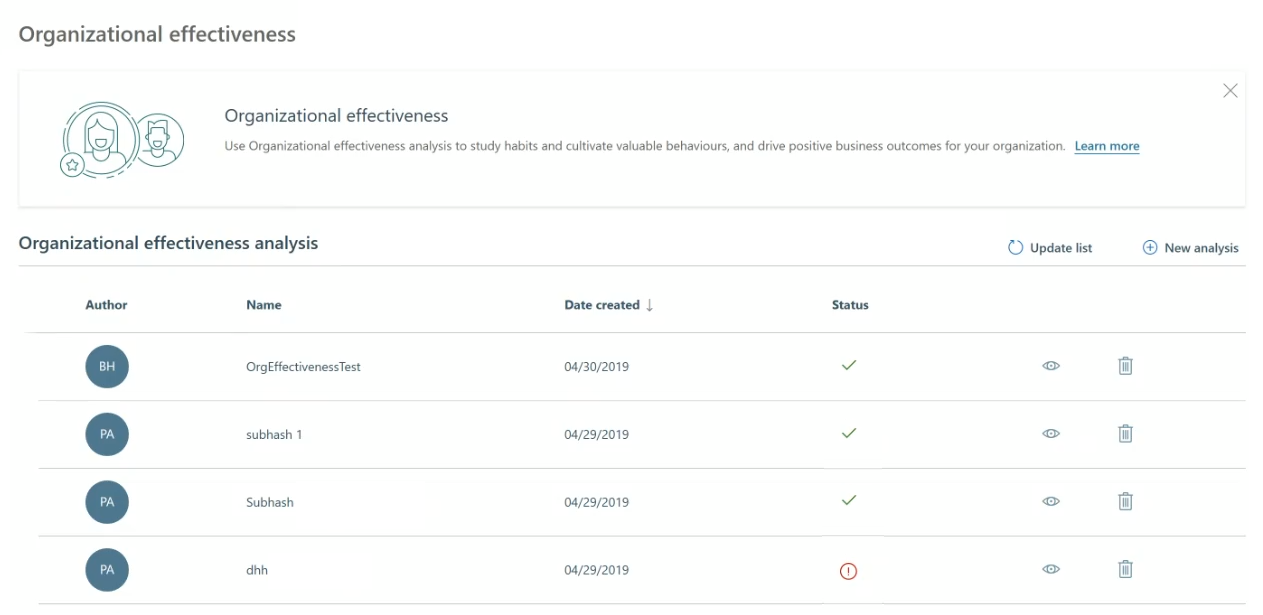 Organizational effectiveness
Organizational effectiveness
Use Organizational effectiveness analysis to study habits and cultivate valuable behaviours, and drive positive business outcomes for your organization. Learn more
Organizational effectiveness analysis Update list New analysis
Author Name Date created ↓ Status
BH OrgEffectivenessTest 04/30/2019
PA subhash 1 04/29/2019
PA Subhash 04/29/2019
PA dhh 04/29/2019